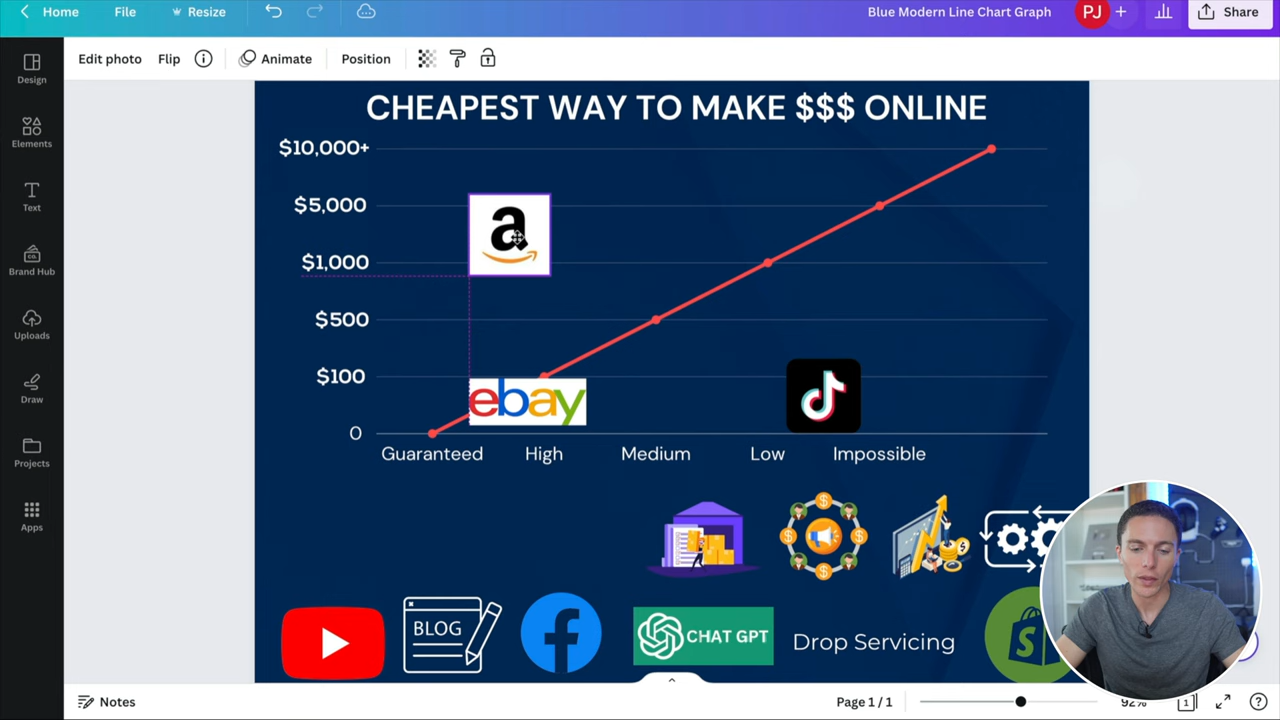 Home File Resize Blue Modern Line Chart Graph PJ + Share
Edit photo Flip Animate Position
Design
Elements
Text
Brand Hub
Uploads
Draw
Projects
Apps
CHEAPEST WAY TO MAKE $$$ ONLINE
$10,000+
$5,000
$1,000
$500
$100
0
a
ebay
Guaranteed High Medium Low Impossible
BLOG
CHAT GPT
Drop Servicing
Notes
Page 1 / 1
92%
1